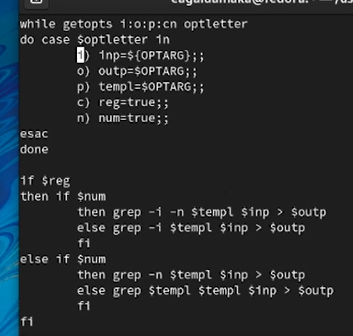 while getopts i:o:p:cn optletter
do case $optletter in
i) inp=${OPTARG};;
o) outp=$OPTARG;;
p) templ=$OPTARG;;
c) reg=true;;
n) num=true;;
esac
done
if $reg
then if $num
then grep -i -n $templ $inp > $outp
else grep -i $templ $inp > $outp
fi
else if $num
then grep -n $templ $inp > $outp
else grep $templ $templ $inp > $outp
fi
fi